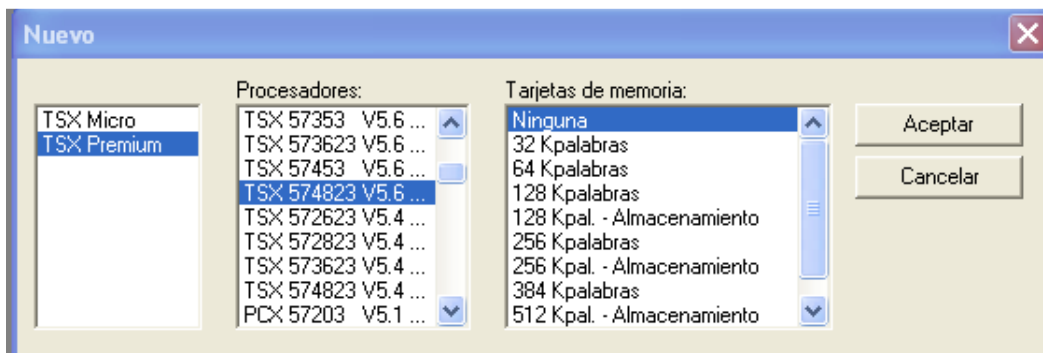 Nuevo
TSX Micro
TSX Premium
Procesadores:
TSX 57353 V5.6 ...
TSX 573623 V5.6 ...
TSX 57453 V5.6 ...
TSX 574823 V5.6 ...
TSX 572623 V5.4 ...
TSX 572823 V5.4 ...
TSX 573623 V5.4 ...
TSX 574823 V5.4 ...
PCX 57203 V5.1 ...
Tarjetas de memoria:
Ninguna
32 Kpalabras
64 Kpalabras
128 Kpalabras
128 Kpal. - Almacenamiento
256 Kpalabras
256 Kpal. - Almacenamiento
384 Kpalabras
512 Kpal. - Almacenamiento
Aceptar
Cancelar